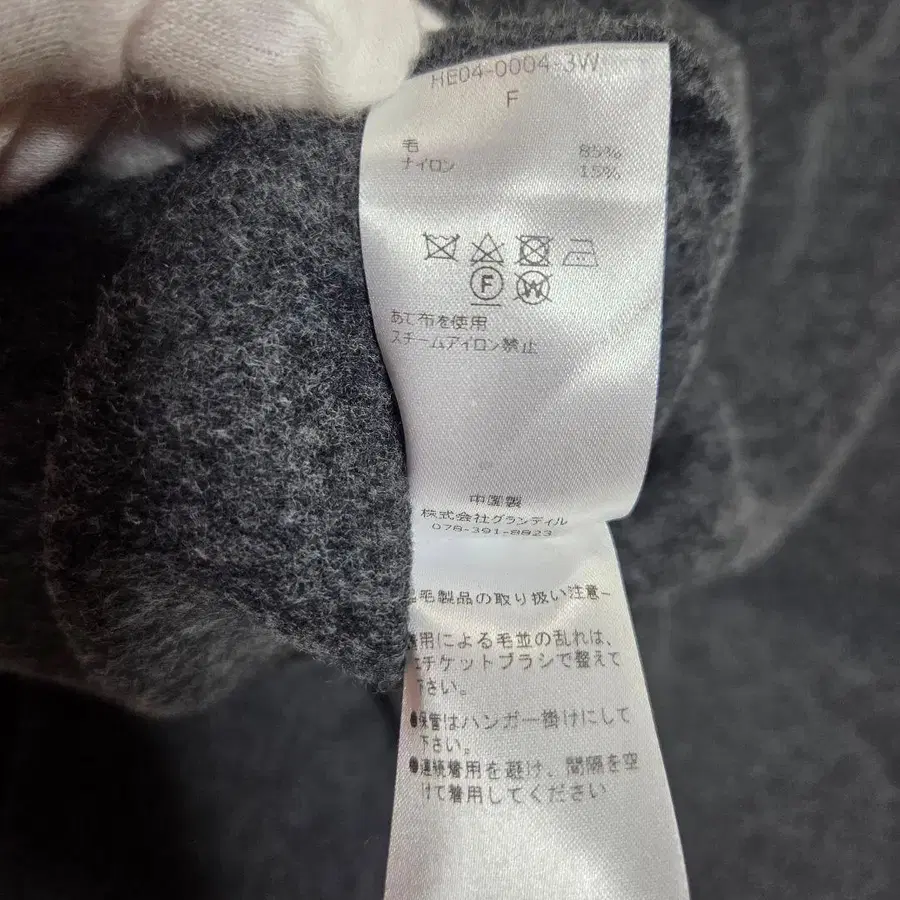 HE04-0004-3W
F
毛 85%
ナイロン 15%
F W
あて布を使用
スチームアイロン禁止
中国製
株式会社グランディル
078-391-8823
毛製品の取り扱い注意~
用による毛並の乱れは、
エチケットブラシで整えて
下さい。
●保管はハンガー掛けにして
下さい。
●連続着用を避け、間隔を空
けて着用してください